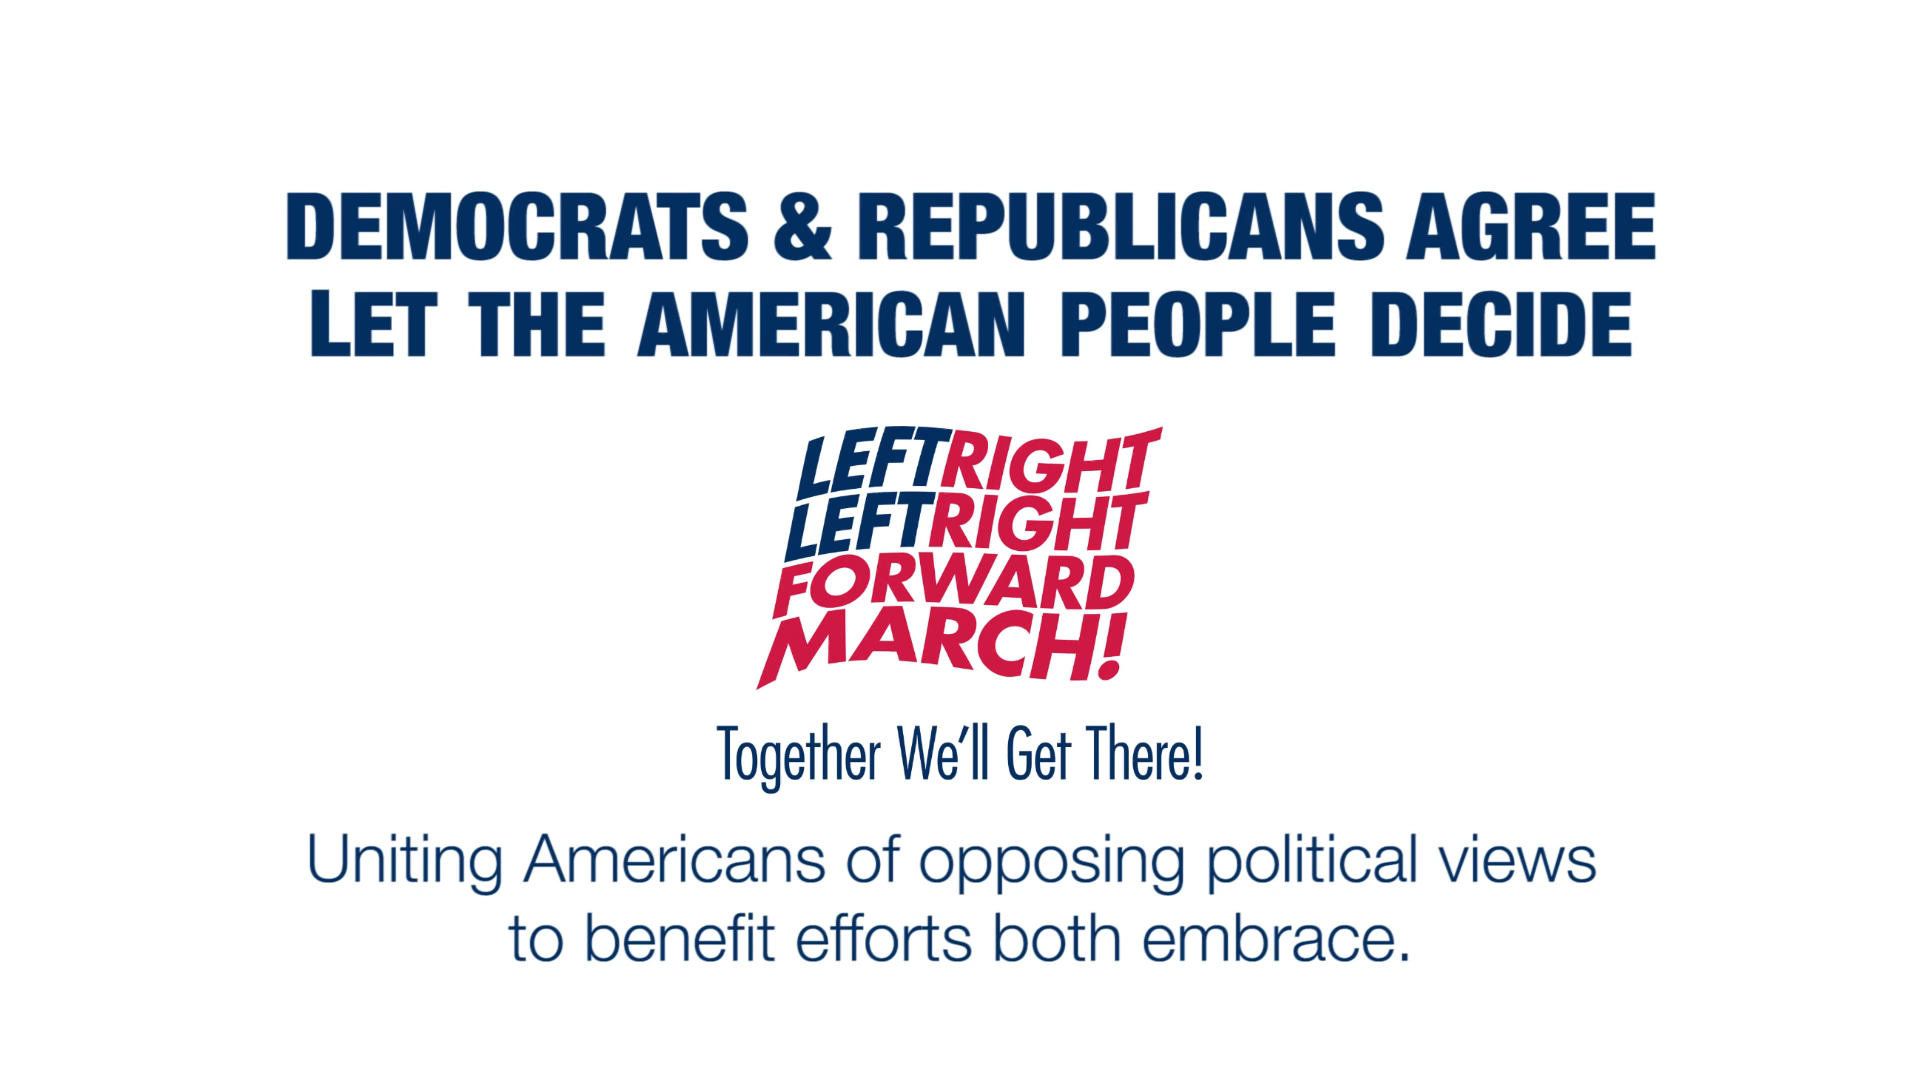 DEMOCRATS & REPUBLICANS AGREE
LET THE AMERICAN PEOPLE DECIDE
LEFTRIGHT
LEFTRIGHT
FORWARD
MARCH!
Together We'll Get There!
Uniting Americans of opposing political views
to benefit efforts both embrace.